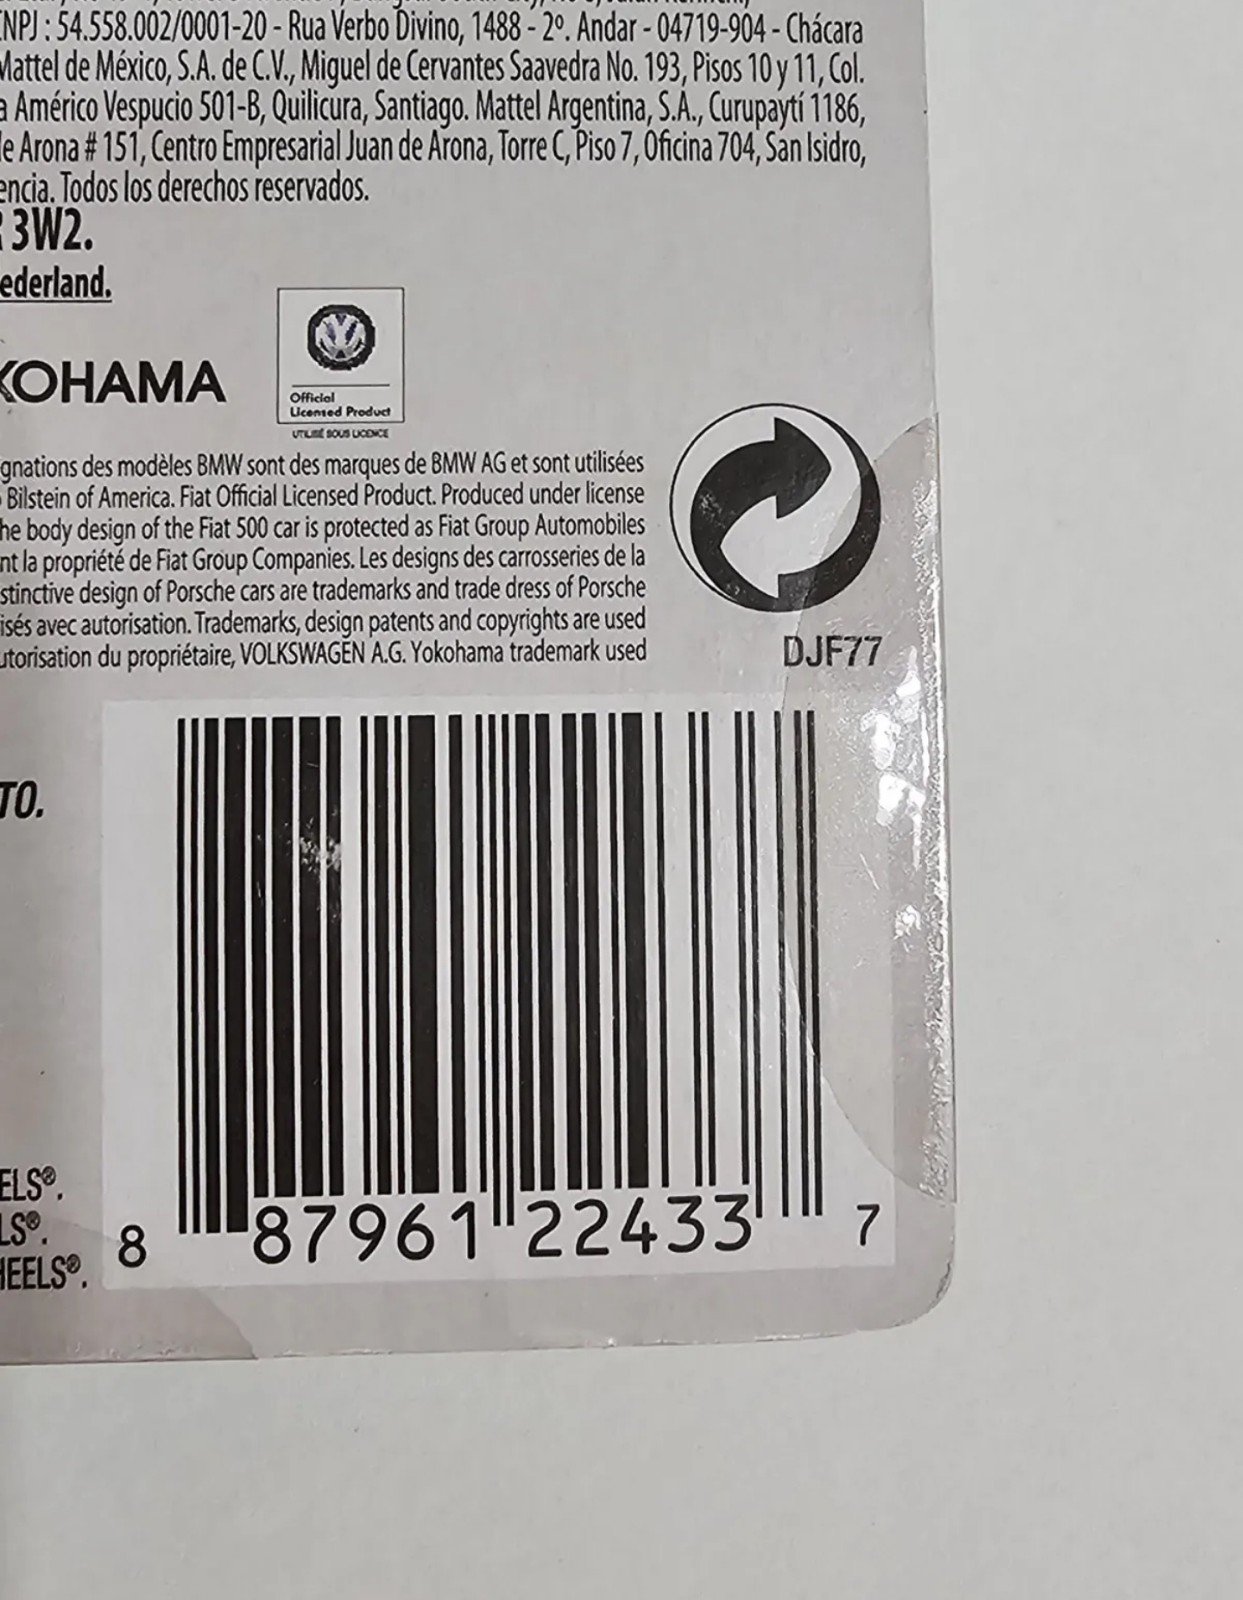 CNPJ : 54.558.002/0001-20 - Rua Verbo Divino, 1488 - 2º. Andar - 04719-904 - Chácara
Mattel de México, S.A. de C.V., Miguel de Cervantes Saavedra No. 193, Pisos 10 y 11, Col.
a Américo Vespucio 501-B, Quilicura, Santiago. Mattel Argentina, S.A., Curupaytí 1186,
e Arona # 151, Centro Empresarial Juan de Arona, Torre C, Piso 7, Oficina 704, San Isidro,
encia. Todos los derechos reservados.
3W2.
ederland.
KOHAMA
Official
Licensed Product
UTILISÉ SOUS LICENCE
gnations des modèles BMW sont des marques de BMW AG et sont utilisées
Bilstein of America. Fiat Official Licensed Product. Produced under license
he body design of the Fiat 500 car is protected as Fiat Group Automobiles
nt la propriété de Fiat Group Companies. Les designs des carrosseries de la
stinctive design of Porsche cars are trademarks and trade dress of Porsche
isés avec autorisation. Trademarks, design patents and copyrights are used
utorisation du propriétaire, VOLKSWAGEN A.G. Yokohama trademark used
DJF77
TO.
ELS®.
LS®.
HEELS®.
8 87961 22433 7